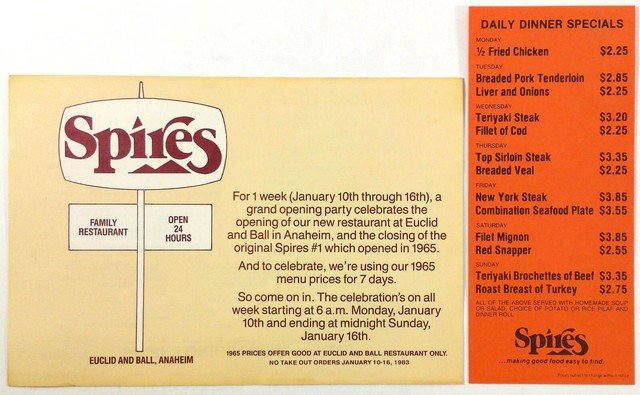 Spires
FAMILY
RESTAURANT
OPEN
24
HOURS
EUCLID AND BALL, ANAHEIM
For 1 week (January 10th through 16th), a
grand opening party celebrates the
opening of our new restaurant at Euclid
and Ball in Anaheim, and the closing of the
original Spires #1 which opened in 1965.
And to celebrate, we're using our 1965
menu prices for 7 days.
So come on in. The celebration's on all
week starting at 6 a.m. Monday, January
10th and ending at midnight Sunday,
January 16th.
1965 PRICES OFFER GOOD AT EUCLID AND BALL RESTAURANT ONLY.
NO TAKE OUT ORDERS JANUARY 10-16, 1983
DAILY DINNER SPECIALS
MONDAY
½ Fried Chicken $2.25
TUESDAY
Breaded Pork Tenderloin $2.85
Liver and Onions $2.25
WEDNESDAY
Teriyaki Steak $3.20
Fillet of Cod $2.25
THURSDAY
Top Sirloin Steak $3.35
Breaded Veal $2.25
FRIDAY
New York Steak $3.85
Combination Seafood Plate $3.55
SATURDAY
Filet Mignon $3.85
Red Snapper $2.55
SUNDAY
Teriyaki Brochettes of Beef $3.35
Roast Breast of Turkey $2.75
ALL OF THE ABOVE SERVED WITH HOMEMADE SOUP
OR SALAD, CHOICE OF POTATO OR RICE PILAF AND
DINNER ROLL.
Spires
...making good food easy to find.